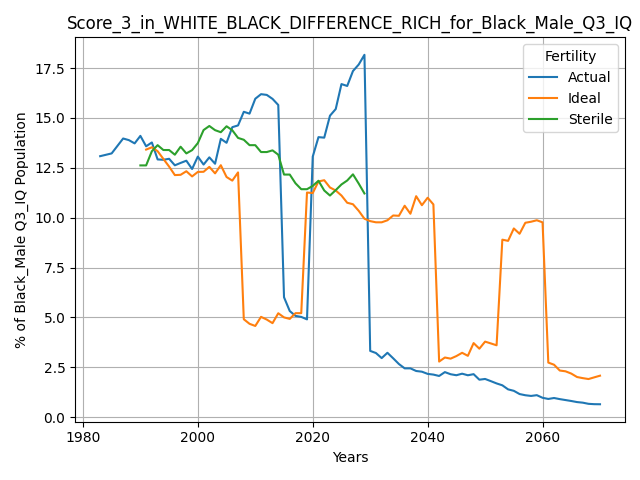 Score_3_in_WHITE_BLACK_DIFFERENCE_RICH_for_Black_Male_Q3_IQ
% of Black_Male Q3_IQ Population
17.5
15.0
12.5
10.0
7.5
5.0
2.5
0.0
Fertility
Actual
Ideal
Sterile
1980
2000
2020
2040
2060
Years